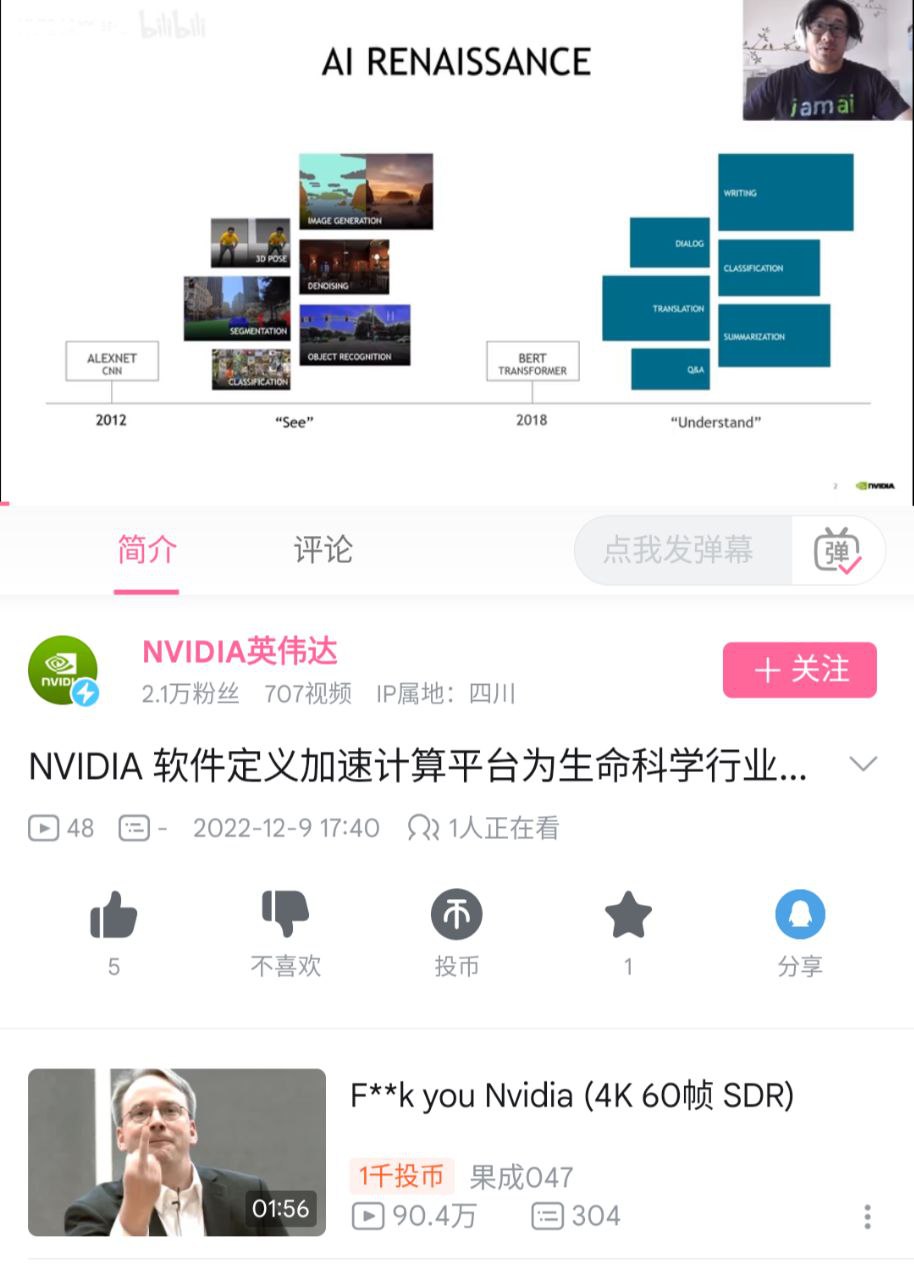 bilibili
AI RENAISSANCE
i am ai
IMAGE GENERATION
WRITING
3D POSE
DIALOG
DENOISING
CLASSIFICATION
SEGMENTATION
TRANSLATION
OBJECT RECOGNITION
SUMMARIZATION
ALEXNET
CNN
CLASSIFICATION
BERT
TRANSFORMER
Q&A
2012
“See”
2018
“Understand”
2
NVIDIA
简介
评论
点我发弹幕
弹
NVIDIA英伟达
2.1万粉丝 707视频 IP属地：四川
+ 关注
NVIDIA 软件定义加速计算平台为生命科学行业...
48 - 2022-12-9 17:40 1人正在看
5 不喜欢 投币 1 分享
F**k you Nvidia (4K 60帧 SDR)
1千投币 果成047
01:56
90.4万 304